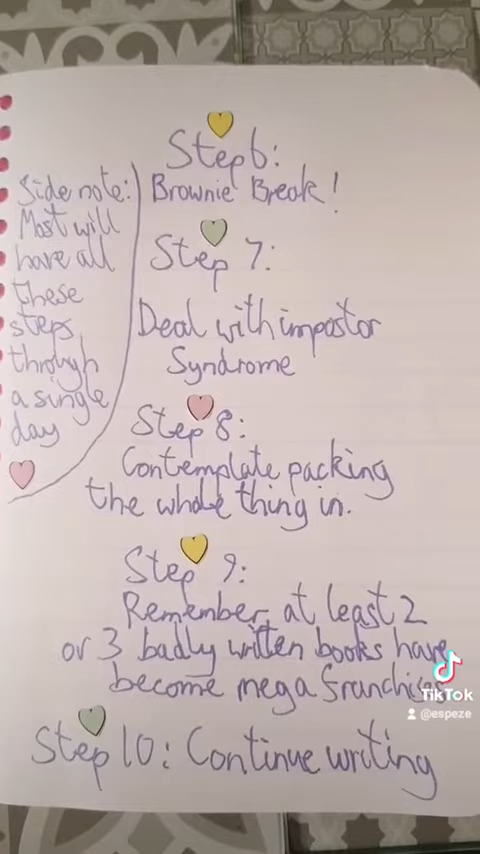 Step 6:
Brownie Break!
Side note:
Most will
have all
these
steps
through
a single
day
Step 7:
Deal with impostor
Syndrome
Step 8:
Contemplate packing
the whole thing in.
Step 9:
Remember, at least 2
or 3 badly written books have
become mega franchises
Step 10: Continue writing
TikTok
@espeze